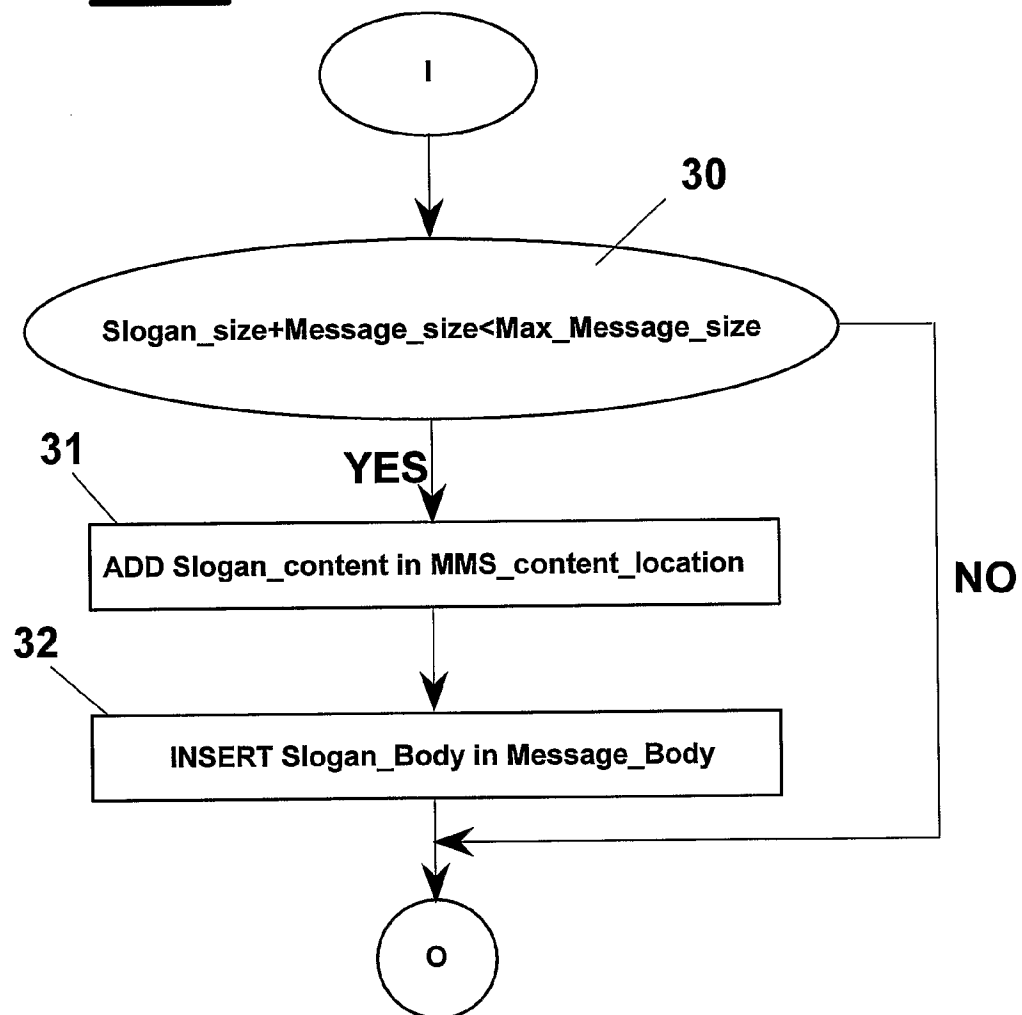 I
30
Slogan_size+Message_size<Max_Message_size
YES
31
ADD Slogan_content in MMS_content_location
NO
32
INSERT Slogan_Body in Message_Body
O